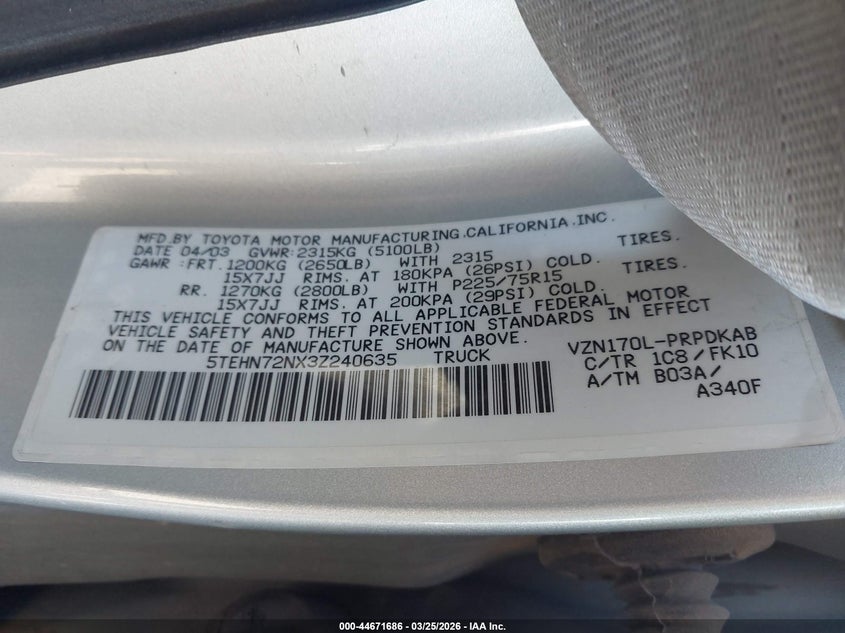 MFD.BY TOYOTA MOTOR MANUFACTURING.CALIFORNIA.INC.
DATE 04/03 GVWR:2315KG (5100LB)
GAWR :FRT.1200KG (2650LB) WITH 2315 TIRES.
15X7JJ RIMS. AT 180KPA (26PSI) COLD.
RR. 1270KG (2800LB) WITH P225/75R15 TIRES.
15X7JJ RIMS. AT 200KPA (29PSI) COLD.
THIS VEHICLE CONFORMS TO ALL APPLICABLE FEDERAL MOTOR
VEHICLE SAFETY AND THEFT PREVENTION STANDARDS IN EFFECT
ON THE DATE OF MANUFACTURE SHOWN ABOVE.
5TEHN72NX3Z240635 TRUCK
VZN170L-PRPDKAB
C/TR 1C8/FK10
A/TM B03A/
A340F
000-44671686 / 03/25/2026 - IAA Inc.